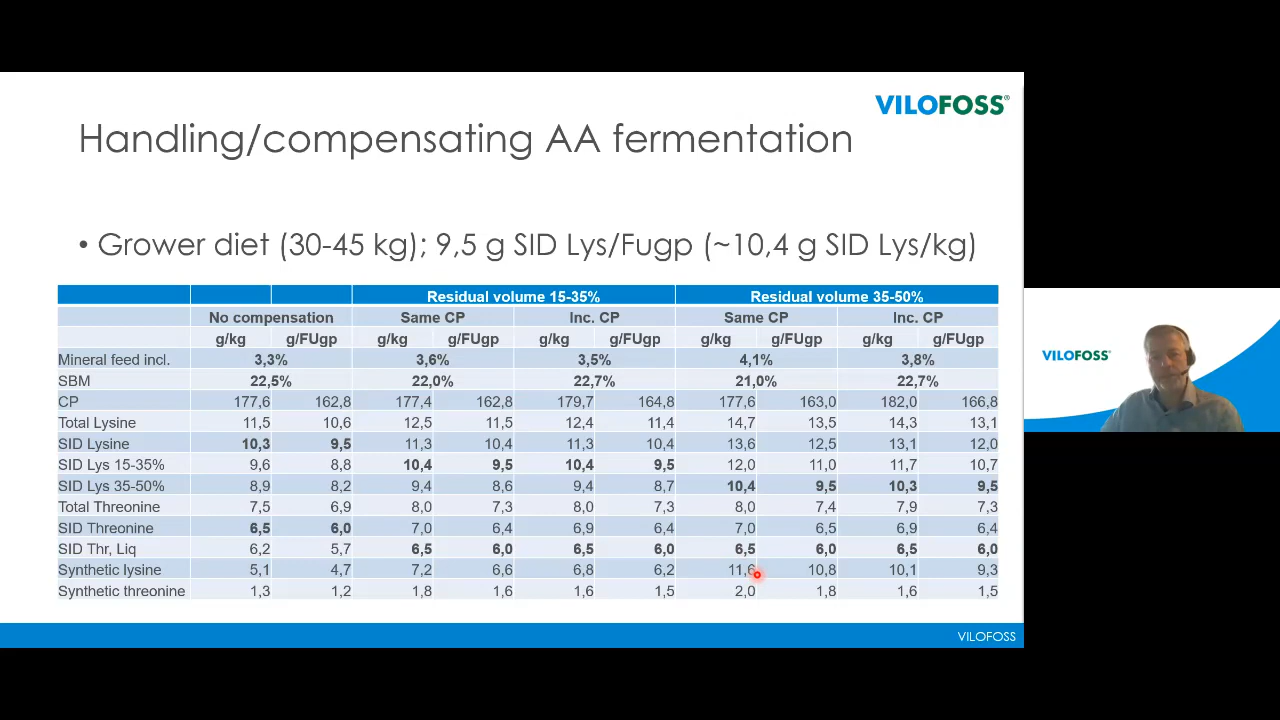 VILOFOSS®
Handling/compensating AA fermentation
• Grower diet (30-45 kg); 9,5 g SID Lys/Fugp (~10,4 g SID Lys/kg)
Residual volume 15-35% Residual volume 35-50%
No compensation Same CP Inc. CP Same CP Inc. CP
g/kg g/FUgp g/kg g/FUgp g/kg g/FUgp g/kg g/FUgp g/kg g/FUgp
Mineral feed incl. 3,3% 3,6% 3,5% 4,1% 3,8%
SBM 22,5% 22,0% 22,7% 21,0% 22,7%
CP 177,6 162,8 177,4 162,8 179,7 164,8 177,6 163,0 182,0 166,8
Total Lysine 11,5 10,6 12,5 11,5 12,4 11,4 14,7 13,5 14,3 13,1
SID Lysine 10,3 9,5 11,3 10,4 11,3 10,4 13,6 12,5 13,1 12,0
SID Lys 15-35% 9,6 8,8 10,4 9,5 10,4 9,5 12,0 11,0 11,7 10,7
SID Lys 35-50% 8,9 8,2 9,4 8,6 9,4 8,7 10,4 9,5 10,3 9,5
Total Threonine 7,5 6,9 8,0 7,3 8,0 7,3 8,0 7,4 7,9 7,3
SID Threonine 6,5 6,0 7,0 6,4 6,9 6,4 7,0 6,5 6,9 6,4
SID Thr, Liq 6,2 5,7 6,5 6,0 6,5 6,0 6,5 6,0 6,5 6,0
Synthetic lysine 5,1 4,7 7,2 6,6 6,8 6,2 11,6 10,8 10,1 9,3
Synthetic threonine 1,3 1,2 1,8 1,6 1,6 1,5 2,0 1,8 1,6 1,5
VILOFOSS
VILOFOSS